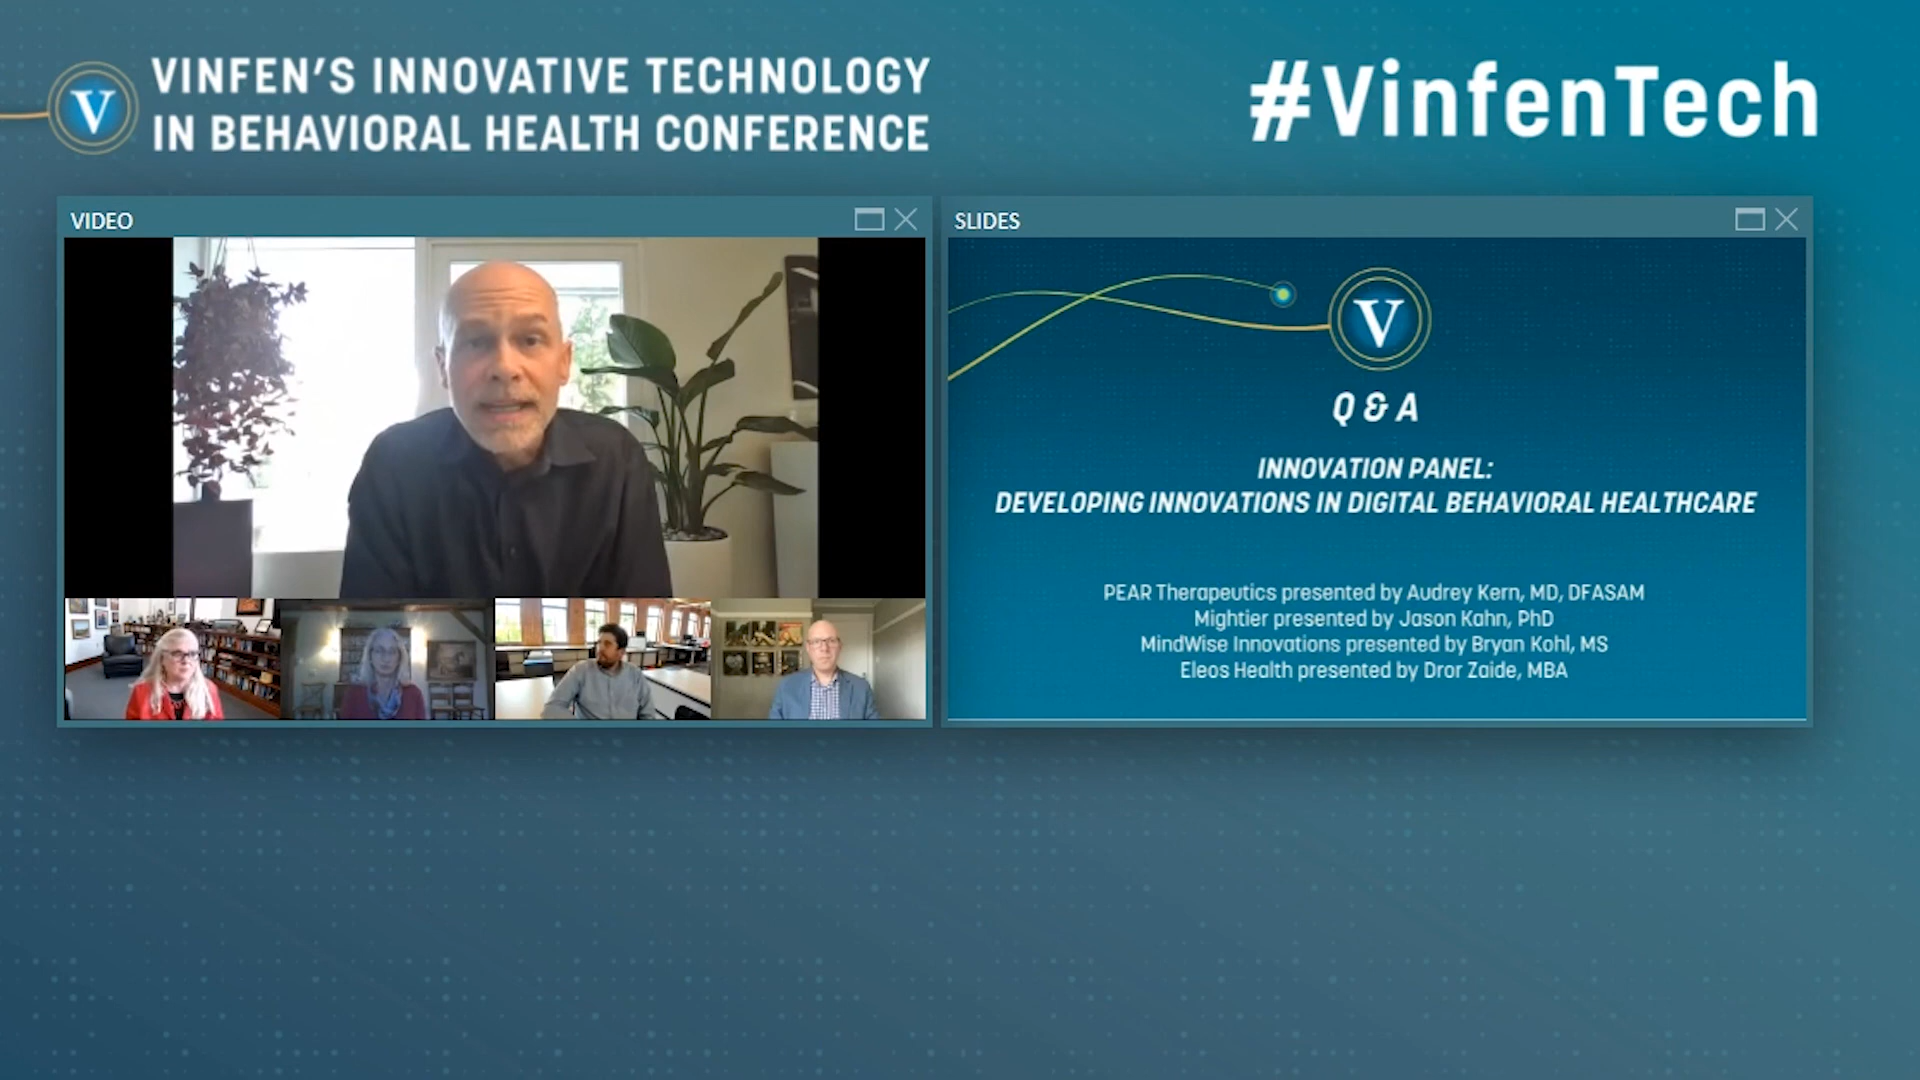 V
VINFEN'S INNOVATIVE TECHNOLOGY
IN BEHAVIORAL HEALTH CONFERENCE
#VinfenTech
VIDEO
SLIDES
V
Q & A
INNOVATION PANEL:
DEVELOPING INNOVATIONS IN DIGITAL BEHAVIORAL HEALTHCARE
PEAR Therapeutics presented by Audrey Kern, MD, DFASAM
Mightier presented by Jason Kahn, PhD
MindWise Innovations presented by Bryan Kohl, MS
Eleos Health presented by Dror Zaide, MBA